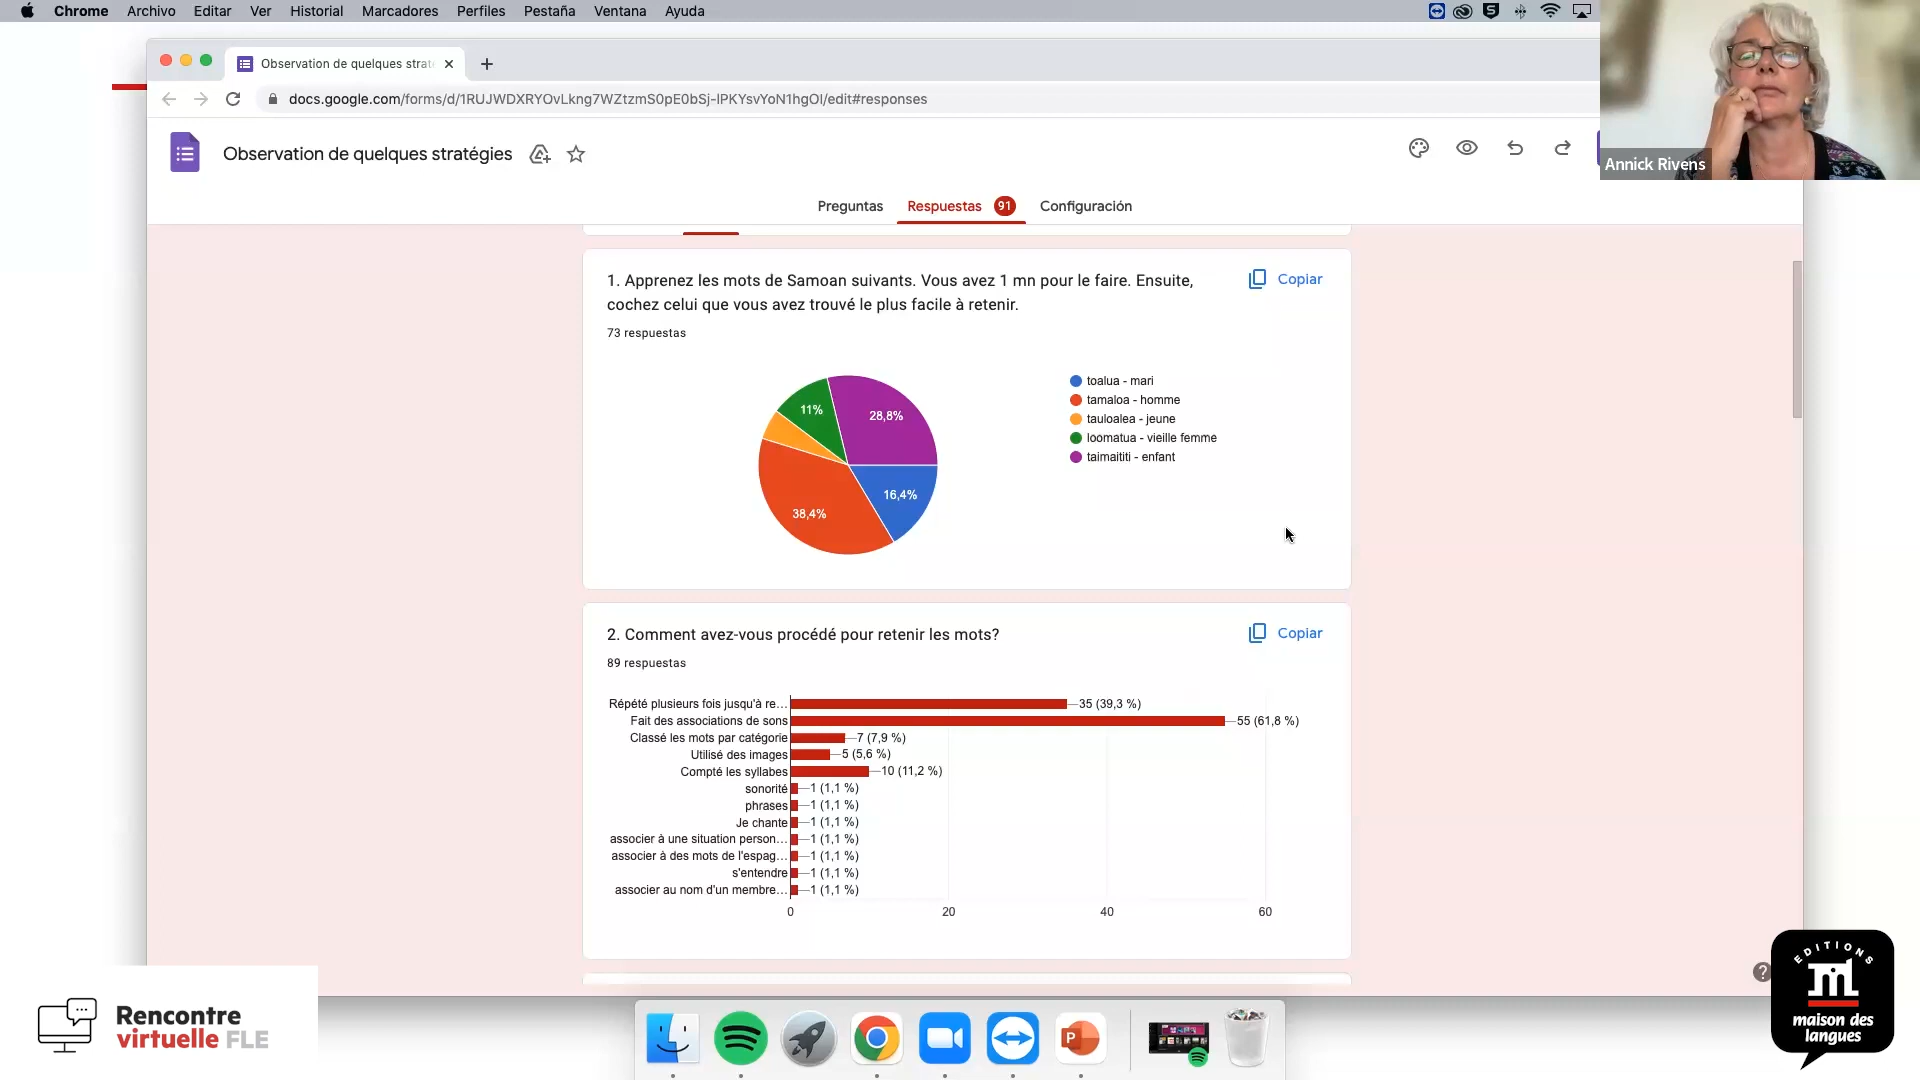 Chrome Archivo Editar Ver Historial Marcadores Perfiles Pestaña Ventana Ayuda
Observation de quelques strat
docs.google.com/forms/d/1RUJWDXRYOvLkng7WZtzmS0pE0bSj-IPKYsvYoN1hgOI/edit#responses
Observation de quelques stratégies
Annick Rivens
Preguntas Respuestas 91 Configuración
1. Apprenez les mots de Samoan suivants. Vous avez 1 mn pour le faire. Ensuite,
cochez celui que vous avez trouvé le plus facile à retenir.
Copiar
73 respuestas
11%
28,8%
16,4%
38,4%
toalua - mari
tamaloa - homme
tauloalea - jeune
loomatua - vieille femme
taimaititi - enfant
2. Comment avez-vous procédé pour retenir les mots?
Copiar
89 respuestas
Répété plusieurs fois jusqu'à re... 35 (39,3 %)
Fait des associations de sons 55 (61,8 %)
Classé les mots par catégorie 7 (7,9 %)
Utilisé des images 5 (5,6 %)
Compté les syllabes 10 (11,2 %)
sonorité 1 (1,1 %)
phrases 1 (1,1 %)
Je chante 1 (1,1 %)
associer à une situation person... 1 (1,1 %)
associer à des mots de l'espag... 1 (1,1 %)
s'entendre 1 (1,1 %)
associer au nom d'un membre... 1 (1,1 %)
0 20 40 60
Rencontre
virtuelle FLE
EDITIONS
maison des
langues